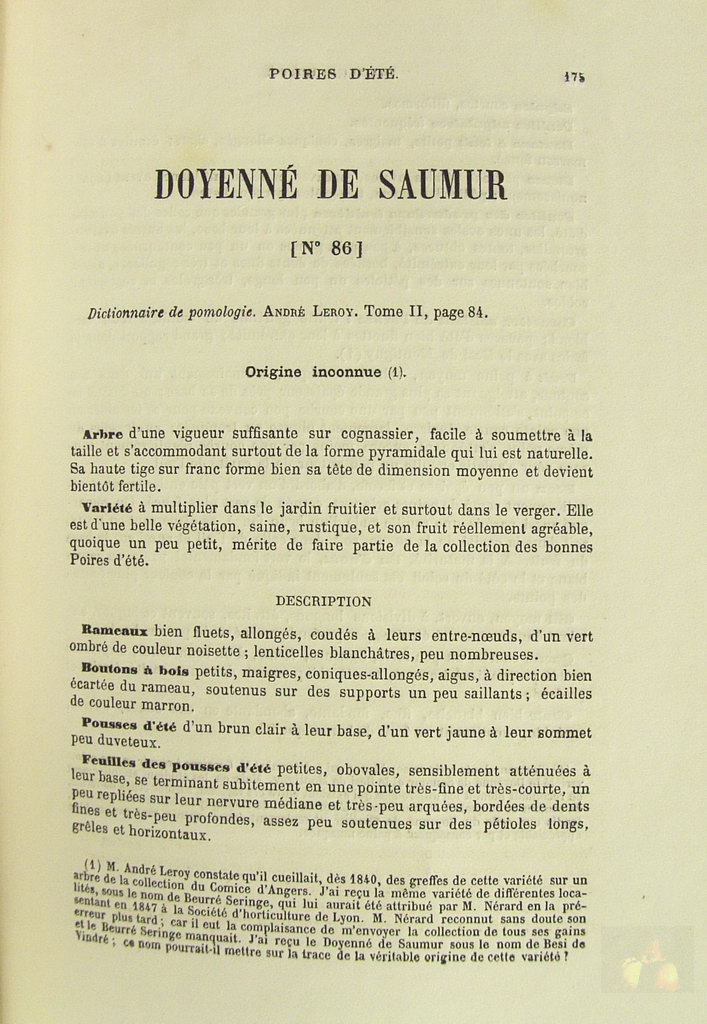 POIRES D'ÉTÉ. 175
DOYENNÉ DE SAUMUR
[N° 86]
Dictionnaire de pomologie. ANDRÉ LEROY. Tome II, page 84.
Origine inconnue (1).
Arbre d'une vigueur suffisante sur cognassier, facile à soumettre à la
taille et s'accommodant surtout de la forme pyramidale qui lui est naturelle.
Sa haute tige sur franc forme bien sa tête de dimension moyenne et devient
bientôt fertile.
Variété à multiplier dans le jardin fruitier et surtout dans le verger. Elle
est d'une belle végétation, saine, rustique, et son fruit réellement agréable,
quoique un peu petit, mérite de faire partie de la collection des bonnes
Poires d'été.
DESCRIPTION
Rameaux bien fluets, allongés, coudés à leurs entre-nœuds, d'un vert
ombré de couleur noisette ; lenticelles blanchâtres, peu nombreuses.
Boutons à bois petits, maigres, coniques-allongés, aigus, à direction bien
écartée du rameau, soutenus sur des supports un peu saillants ; écailles
de couleur marron.
Pousses d'été d'un brun clair à leur base, d'un vert jaune à leur sommet
peu duveteux.
Feuilles des pousses d'été petites, obovales, sensiblement atténuées à
leur base, se terminant subitement en une pointe très-fine et très-courte, un
peu repliées sur leur nervure médiane et très-peu arquées, bordées de dents
fines et très-peu profondes, assez peu soutenues sur des pétioles longs,
grêles et horizontaux.
(1) M. André Leroy constate qu'il cueillait, dès 1840, des greffes de cette variété sur un
arbre de la collection du Comice d'Angers. J'ai reçu la même variété de différentes loca-
lités, sous le nom de Beurré Seringe, qui lui aurait été attribué par M. Nérard en la pré-
sentant en 1847 à la Société d'horticulture de Lyon. M. Nérard reconnut sans doute son
erreur plus tard ; car il eut la complaisance de m'envoyer la collection de tous ses gains
et le Beurré Seringe manquait. J'ai reçu le Doyenné de Saumur sous le nom de Besi de
Vindré ; ce nom pourrait-il mettre sur la trace de la véritable origine de cette variété ?